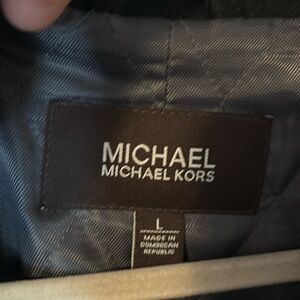 MICHAEL
MICHAEL KORS
L
MADE IN
DOMINICAN
REPUBLIC